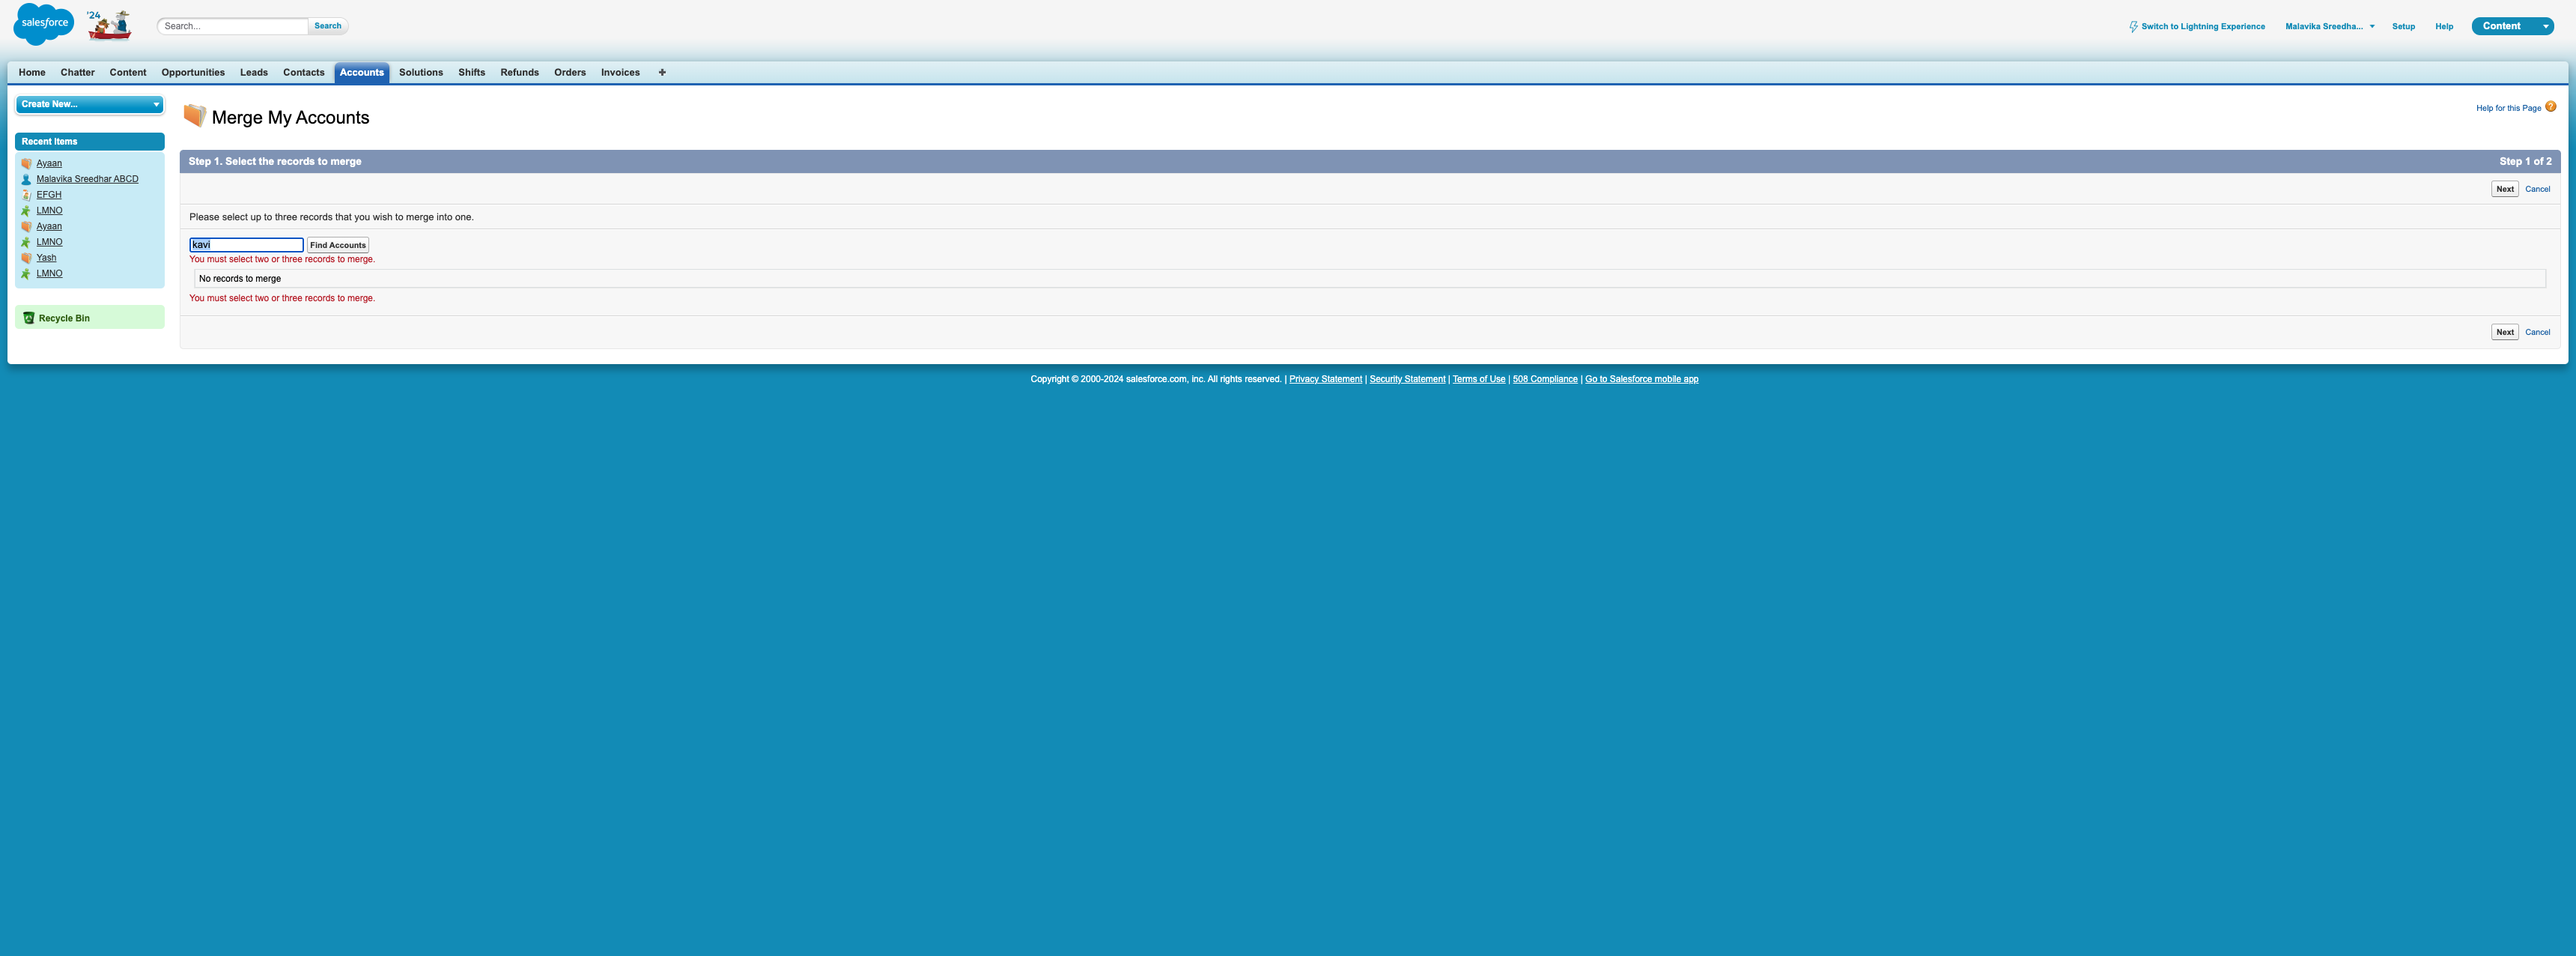 salesforce
'24
Search...
Search
Switch to Lightning Experience
Malavika Sreedha...
Setup
Help
Content
Home
Chatter
Content
Opportunities
Leads
Contacts
Accounts
Solutions
Shifts
Refunds
Orders
Invoices
+
Create New...
Recent Items
Ayaan
Malavika Sreedhar ABCD
EFGH
LMNO
Ayaan
LMNO
Yash
LMNO
Recycle Bin
Merge My Accounts
Help for this Page ?
Step 1. Select the records to merge
Step 1 of 2
Next Cancel
Please select up to three records that you wish to merge into one.
kavi
Find Accounts
You must select two or three records to merge.
No records to merge
You must select two or three records to merge.
Next Cancel
Copyright © 2000-2024 salesforce.com, inc. All rights reserved. | Privacy Statement | Security Statement | Terms of Use | 508 Compliance | Go to Salesforce mobile app